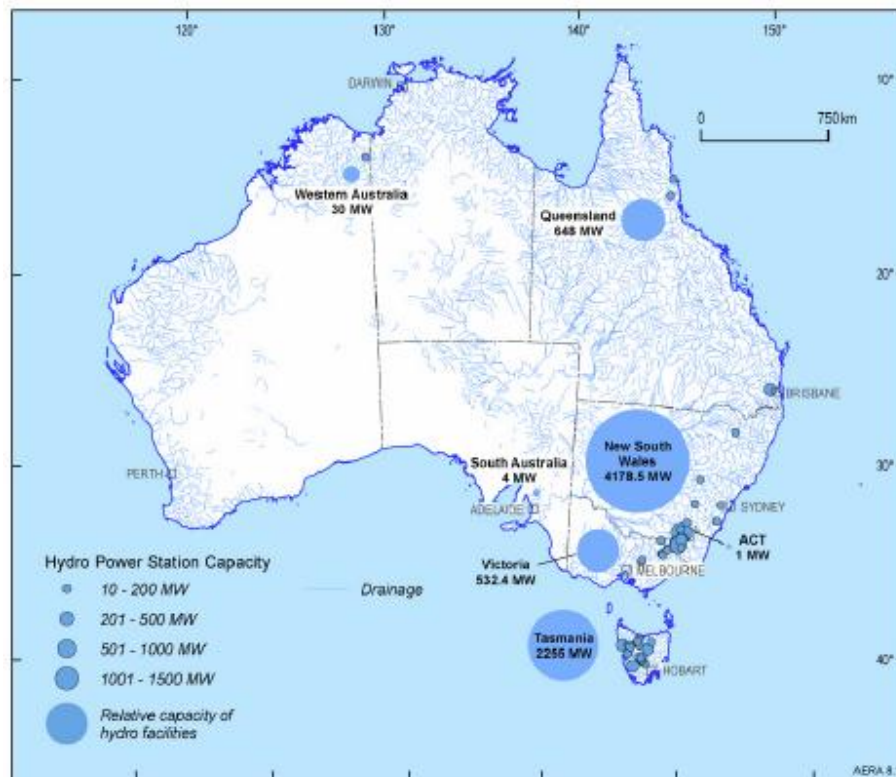 120° 130° 140° 150°
10°
DARWIN
0 750 km
Western Australia
30 MW
Queensland
648 MW
20°
BRISBANE
New South
Wales
4178.5 MW
30°
PERTH
South Australia
4 MW
ADELAIDE
SYDNEY
ACT
1 MW
Victoria
532.4 MW
MELBOURNE
Tasmania
2255 MW
HOBART
40°
Hydro Power Station Capacity
10 - 200 MW
201 - 500 MW
501 - 1000 MW
1001 - 1500 MW
Relative capacity of
hydro facilities
Drainage